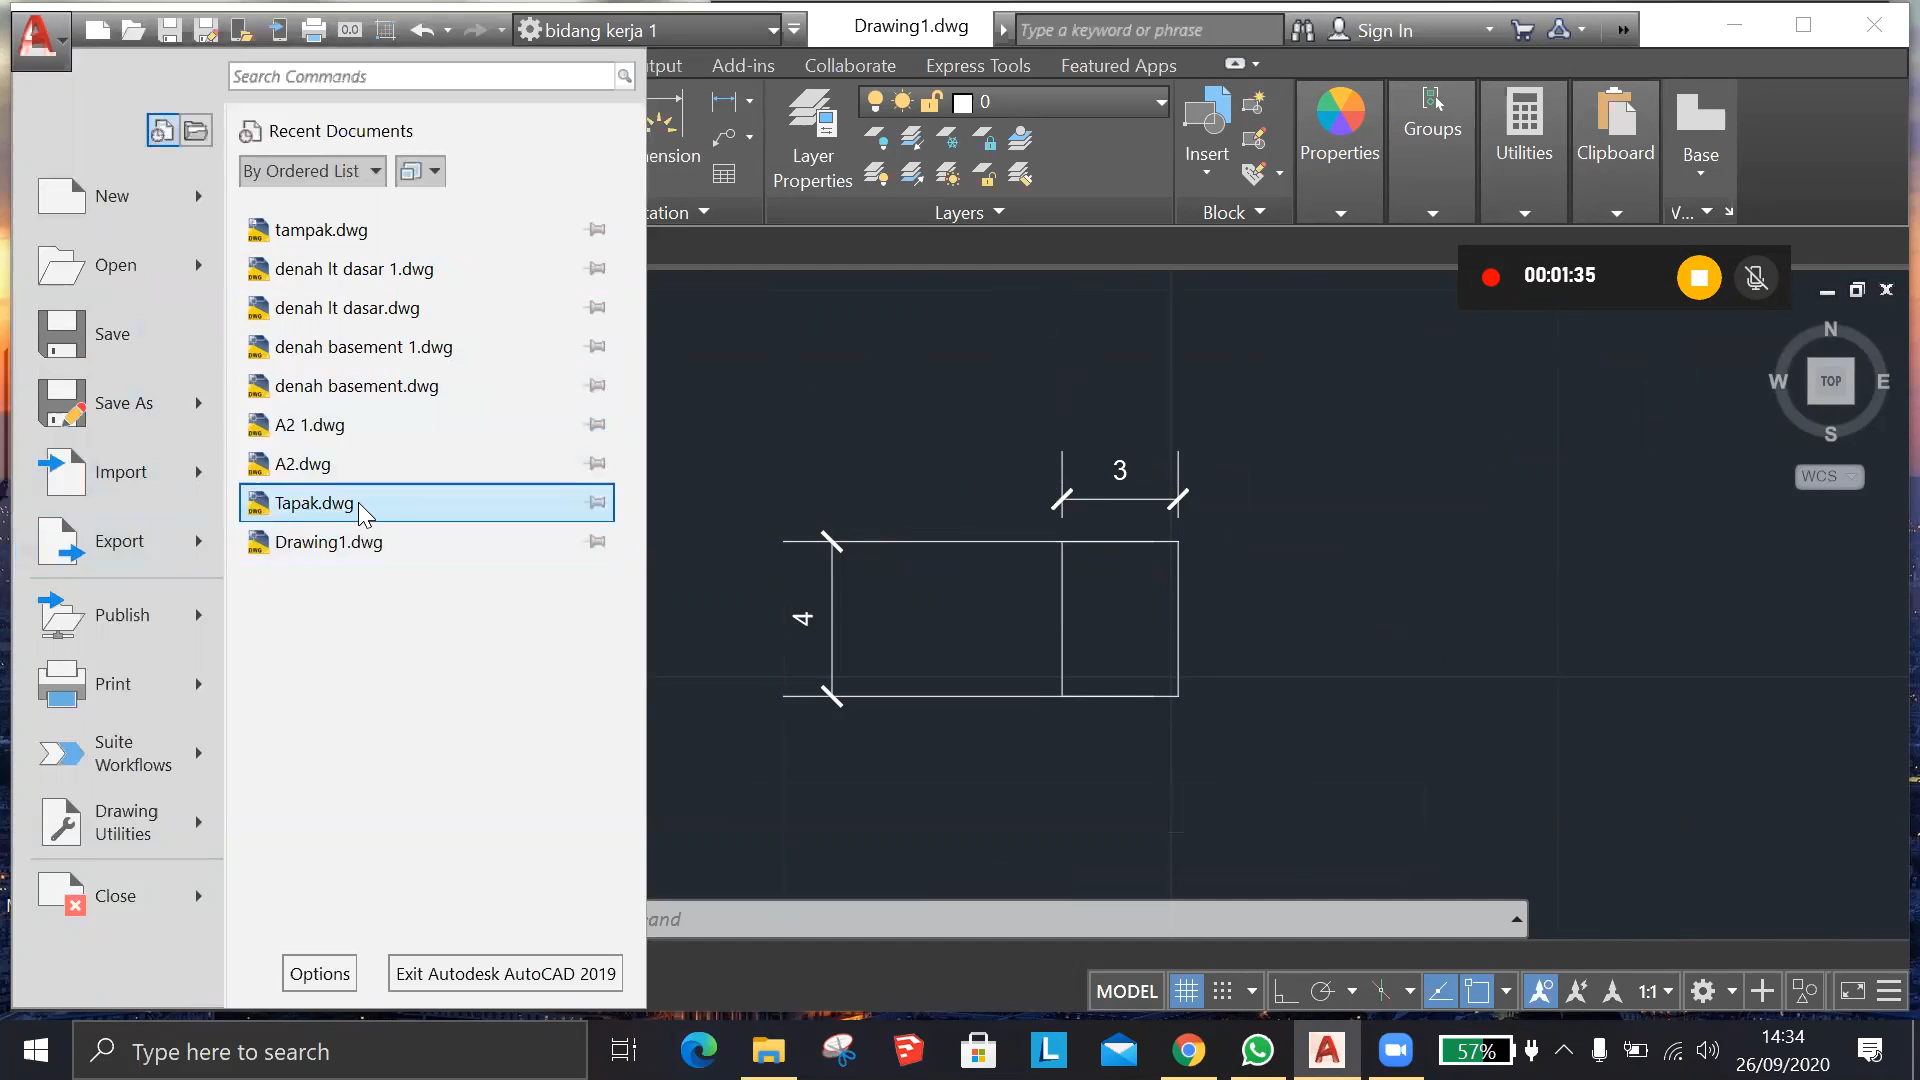 bidang kerja 1
Drawing1.dwg
Type a keyword or phrase
Sign In
Search Commands
tput
Add-ins
Collaborate
Express Tools
Featured Apps
Recent Documents
By Ordered List
New
Open
Save
Save As
Import
Export
Publish
Print
Suite
Workflows
Drawing
Utilities
Close
tampak.dwg
denah lt dasar 1.dwg
denah lt dasar.dwg
denah basement 1.dwg
denah basement.dwg
A2 1.dwg
A2.dwg
Tapak.dwg
Drawing1.dwg
Options
Exit Autodesk AutoCAD 2019
0.0
0
mension
Layer
Properties
Insert
Properties
Groups
Utilities
Clipboard
Base
tation
Layers
Block
V...
00:01:35
N
W
TOP
E
S
WCS
3
4
and
MODEL
1:1
Type here to search
L
57%
14:34
26/09/2020